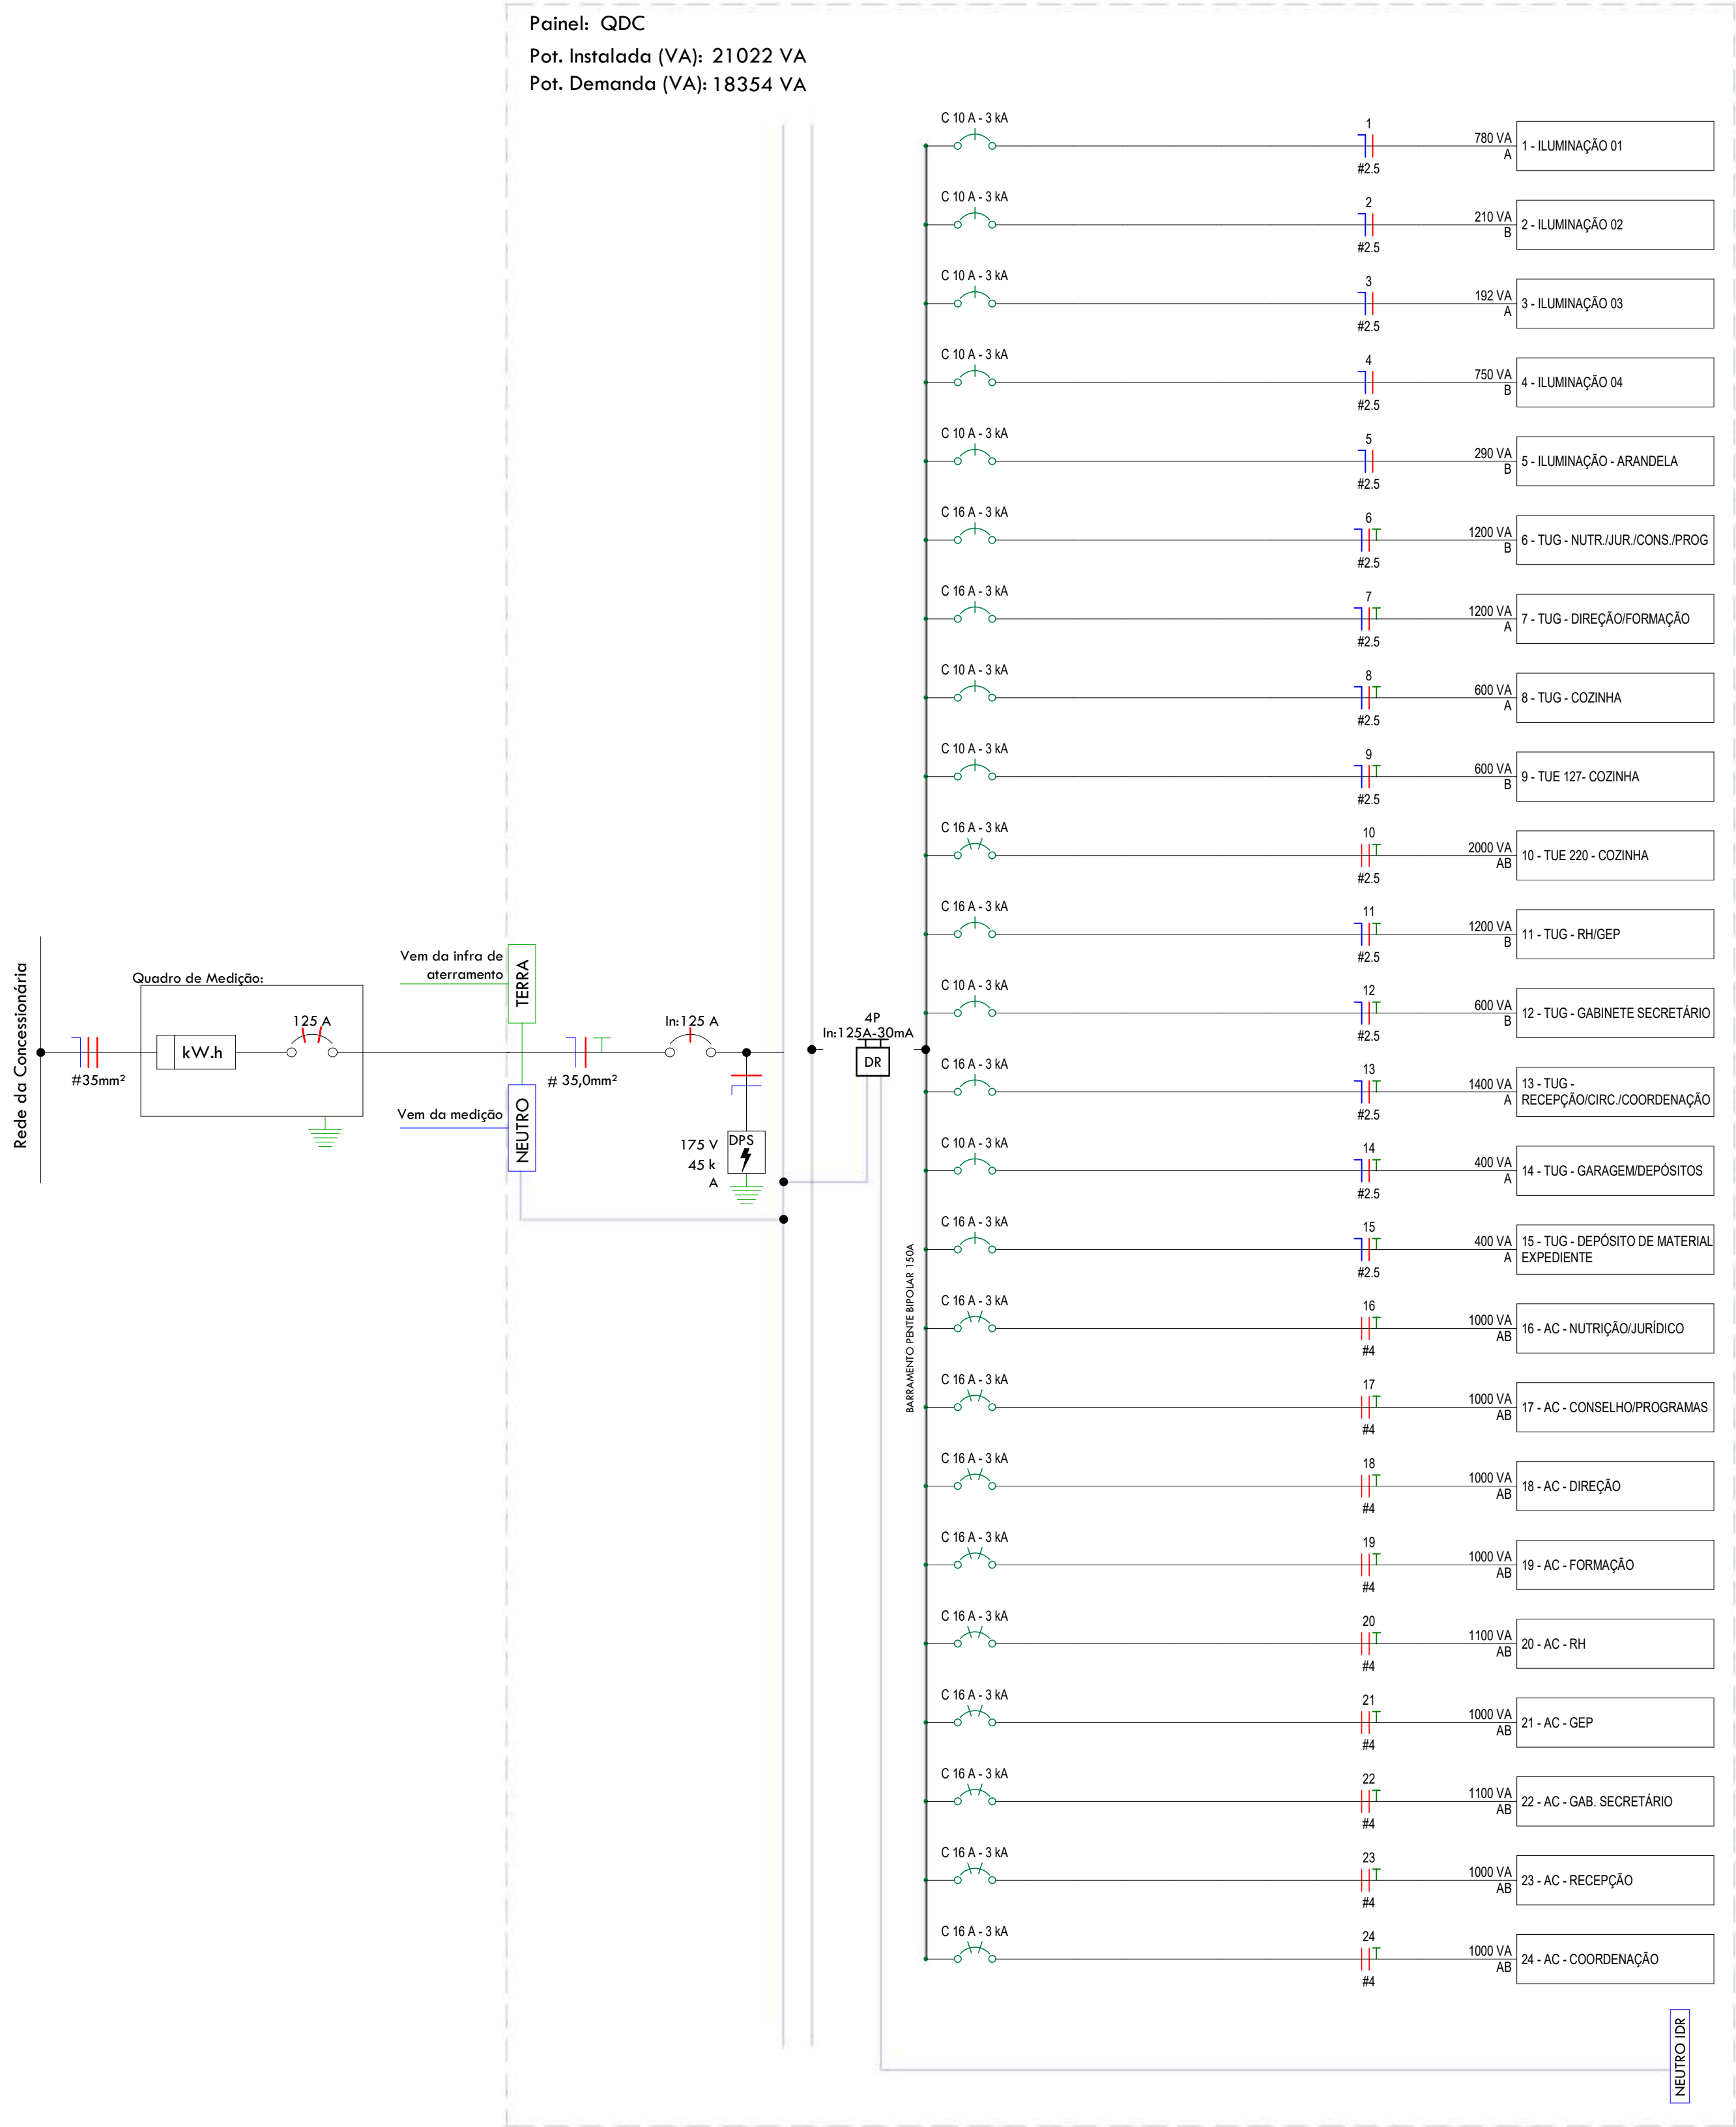 Painel: QDC
Pot. Instalada (VA): 21022 VA
Pot. Demanda (VA): 18354 VA
Rede da Concessionária
#35mm²
Quadro de Medição:
kW.h
125 A
Vem da infra de
aterramento
TERRA
Vem da medição
NEUTRO
# 35,0mm²
In:125 A
175 V
45 k
A
DPS
4P
In:125A-30mA
DR
BARRAMENTO PENTE BIPOLAR 150A
C 10 A - 3 kA
1
#2.5
780 VA
A
1 - ILUMINAÇÃO 01
C 10 A - 3 kA
2
#2.5
210 VA
B
2 - ILUMINAÇÃO 02
C 10 A - 3 kA
3
#2.5
192 VA
A
3 - ILUMINAÇÃO 03
C 10 A - 3 kA
4
#2.5
750 VA
B
4 - ILUMINAÇÃO 04
C 10 A - 3 kA
5
#2.5
290 VA
B
5 - ILUMINAÇÃO - ARANDELA
C 16 A - 3 kA
6
#2.5
1200 VA
B
6 - TUG - NUTR./JUR./CONS./PROG
C 16 A - 3 kA
7
#2.5
1200 VA
A
7 - TUG - DIREÇÃO/FORMAÇÃO
C 10 A - 3 kA
8
#2.5
600 VA
A
8 - TUG - COZINHA
C 10 A - 3 kA
9
#2.5
600 VA
B
9 - TUE 127- COZINHA
C 16 A - 3 kA
10
#2.5
2000 VA
AB
10 - TUE 220 - COZINHA
C 16 A - 3 kA
11
#2.5
1200 VA
B
11 - TUG - RH/GEP
C 10 A - 3 kA
12
#2.5
600 VA
B
12 - TUG - GABINETE SECRETÁRIO
C 16 A - 3 kA
13
#2.5
1400 VA
A
13 - TUG -
RECEPÇÃO/CIRC./COORDENAÇÃO
C 10 A - 3 kA
14
#2.5
400 VA
A
14 - TUG - GARAGEM/DEPÓSITOS
C 16 A - 3 kA
15
#2.5
400 VA
A
15 - TUG - DEPÓSITO DE MATERIAL
EXPEDIENTE
C 16 A - 3 kA
16
#4
1000 VA
AB
16 - AC - NUTRIÇÃO/JURÍDICO
C 16 A - 3 kA
17
#4
1000 VA
AB
17 - AC - CONSELHO/PROGRAMAS
C 16 A - 3 kA
18
#4
1000 VA
AB
18 - AC - DIREÇÃO
C 16 A - 3 kA
19
#4
1000 VA
AB
19 - AC - FORMAÇÃO
C 16 A - 3 kA
20
#4
1100 VA
AB
20 - AC - RH
C 16 A - 3 kA
21
#4
1000 VA
AB
21 - AC - GEP
C 16 A - 3 kA
22
#4
1100 VA
AB
22 - AC - GAB. SECRETÁRIO
C 16 A - 3 kA
23
#4
1000 VA
AB
23 - AC - RECEPÇÃO
C 16 A - 3 kA
24
#4
1000 VA
AB
24 - AC - COORDENAÇÃO
NEUTRO IDR